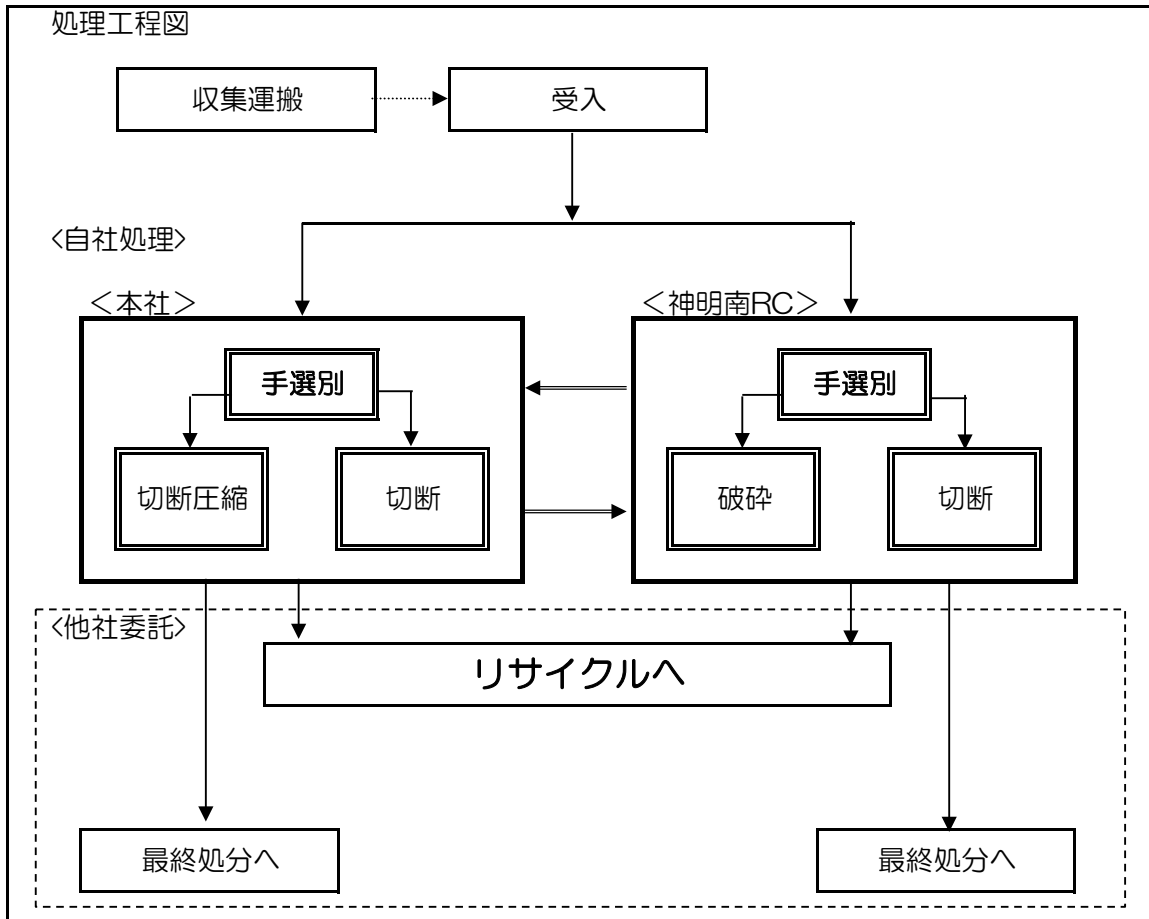 処理工程図
収集運搬
受入
<自社処理>
＜本社＞
＜神明南RC＞
手選別
手選別
切断圧縮
切断
破砕
切断
<他社委託>
リサイクルへ
最終処分へ
最終処分へ